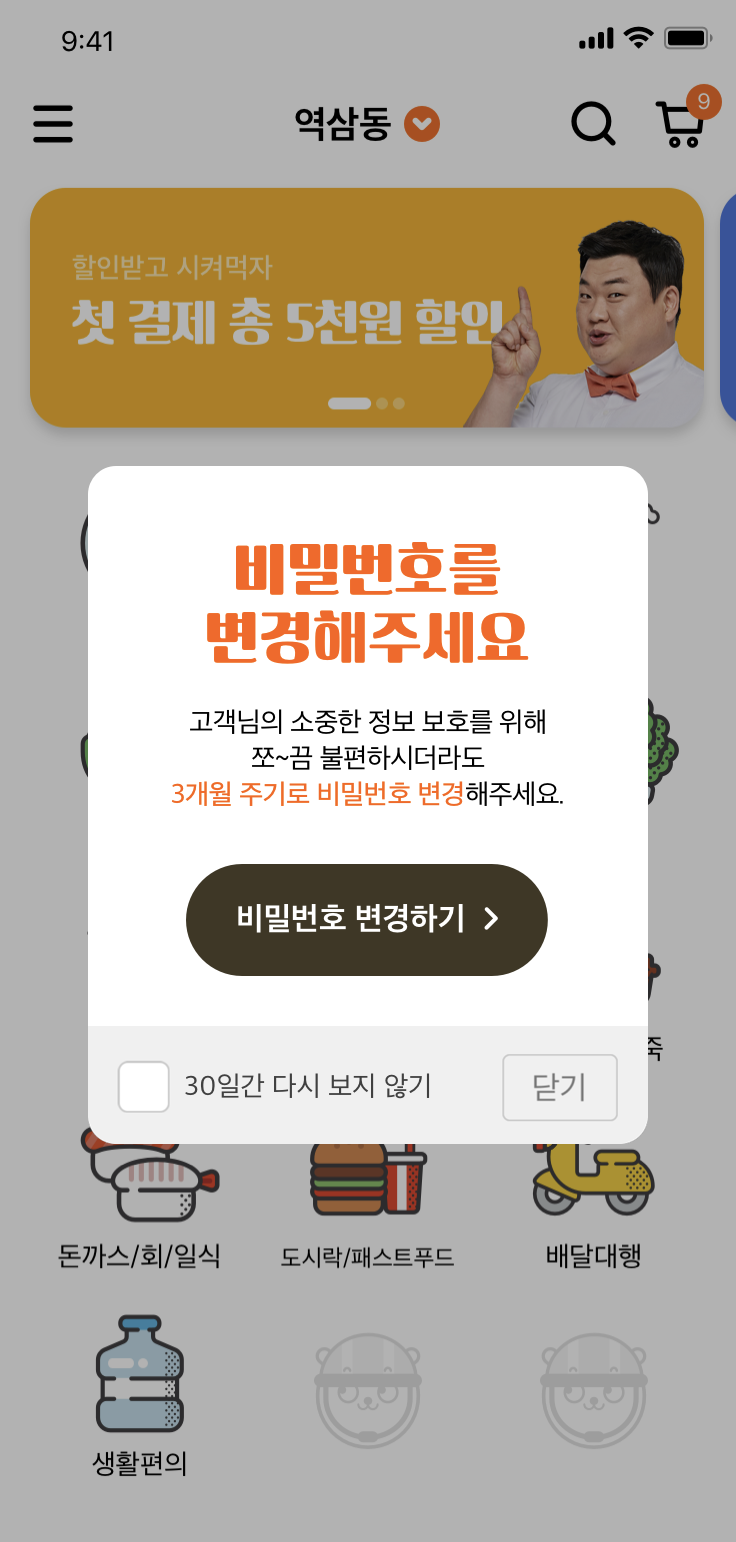 9:41
역삼동
9
할인받고 시켜먹자
첫 결제 총 5천원 할인
비밀번호를
변경해주세요
고객님의 소중한 정보 보호를 위해
쪼~끔 불편하시더라도
3개월 주기로 비밀번호 변경해주세요.
비밀번호 변경하기
죽
30일간 다시 보지 않기
닫기
돈까스/회/일식
도시락/패스트푸드
배달대행
생활편의